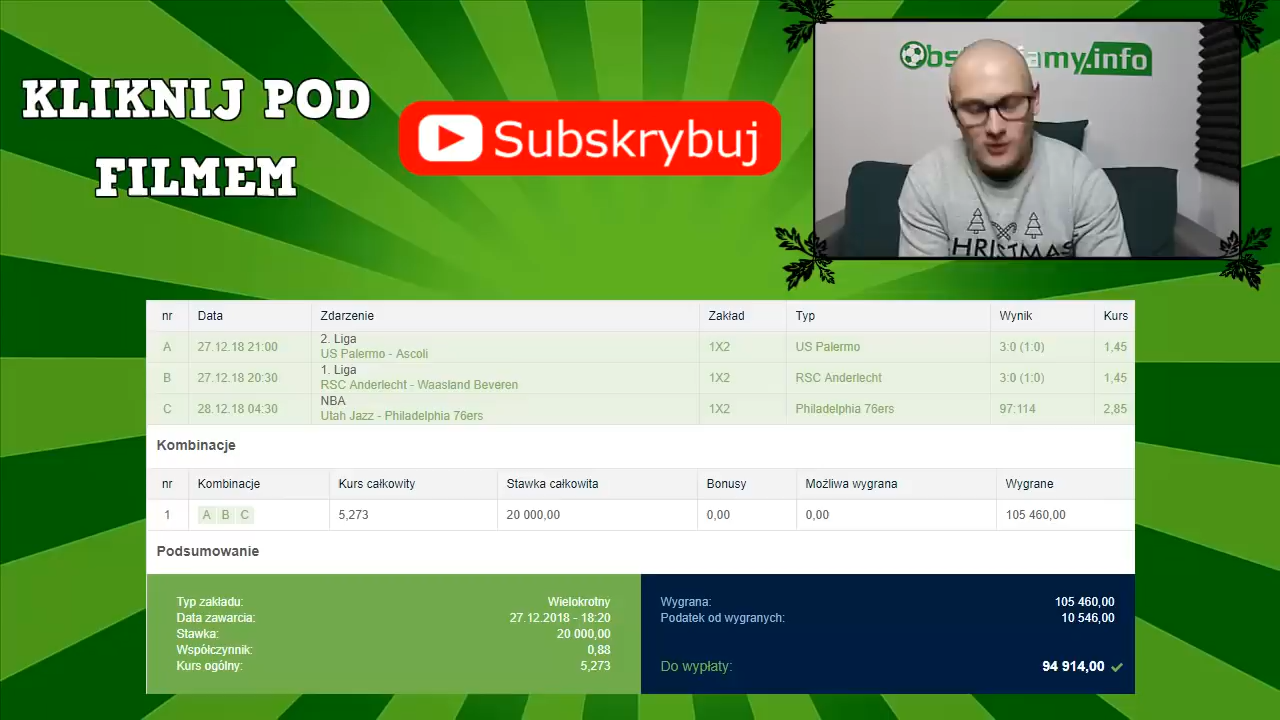 KLIKNIJ POD
FILMEM
Subskrybuj
amy.info
CHRISTMAS
nr Data Zdarzenie Zakład Typ Wynik Kurs
A 27.12.18 21:00 2. Liga
US Palermo - Ascoli 1X2 US Palermo 3:0 (1:0) 1,45
B 27.12.18 20:30 1. Liga
RSC Anderlecht - Waasland Beveren 1X2 RSC Anderlecht 3:0 (1:0) 1,45
C 28.12.18 04:30 NBA
Utah Jazz - Philadelphia 76ers 1X2 Philadelphia 76ers 97:114 2,85
Kombinacje
nr Kombinacje Kurs całkowity Stawka całkowita Bonusy Możliwa wygrana Wygrane
1 A B C 5,273 20 000,00 0,00 0,00 105 460,00
Podsumowanie
Typ zakładu: Wielokrotny
Data zawarcia: 27.12.2018 - 18:20
Stawka: 20 000,00
Współczynnik: 0,88
Kurs ogólny: 5,273
Wygrana: 105 460,00
Podatek od wygranych: 10 546,00
Do wypłaty: 94 914,00